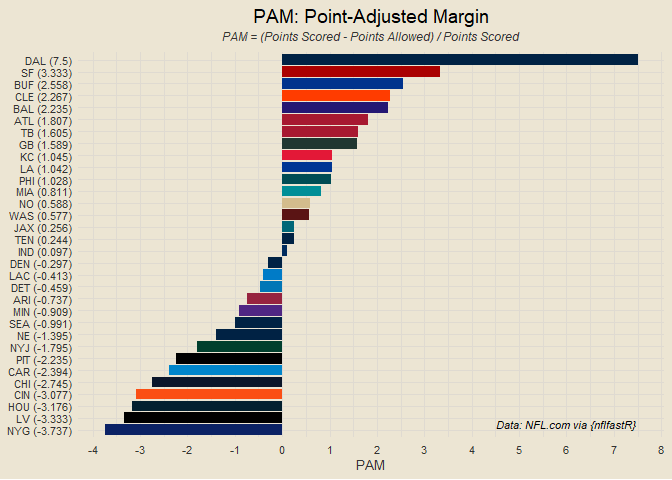 PAM: Point-Adjusted Margin
PAM = (Points Scored - Points Allowed) / Points Scored
DAL (7.5)
SF (3.333)
BUF (2.558)
CLE (2.267)
BAL (2.235)
ATL (1.807)
TB (1.605)
GB (1.589)
KC (1.045)
LA (1.042)
PHI (1.028)
MIA (0.811)
NO (0.588)
WAS (0.577)
JAX (0.256)
TEN (0.244)
IND (0.097)
DEN (-0.297)
LAC (-0.413)
DET (-0.459)
ARI (-0.737)
MIN (-0.909)
SEA (-0.991)
NE (-1.395)
NYJ (-1.795)
PIT (-2.235)
CAR (-2.394)
CHI (-2.745)
CIN (-3.077)
HOU (-3.176)
LV (-3.333)
NYG (-3.737)
Data: NFL.com via {nflfastR}
-4 -3 -2 -1 0 1 2 3 4 5 6 7 8
PAM